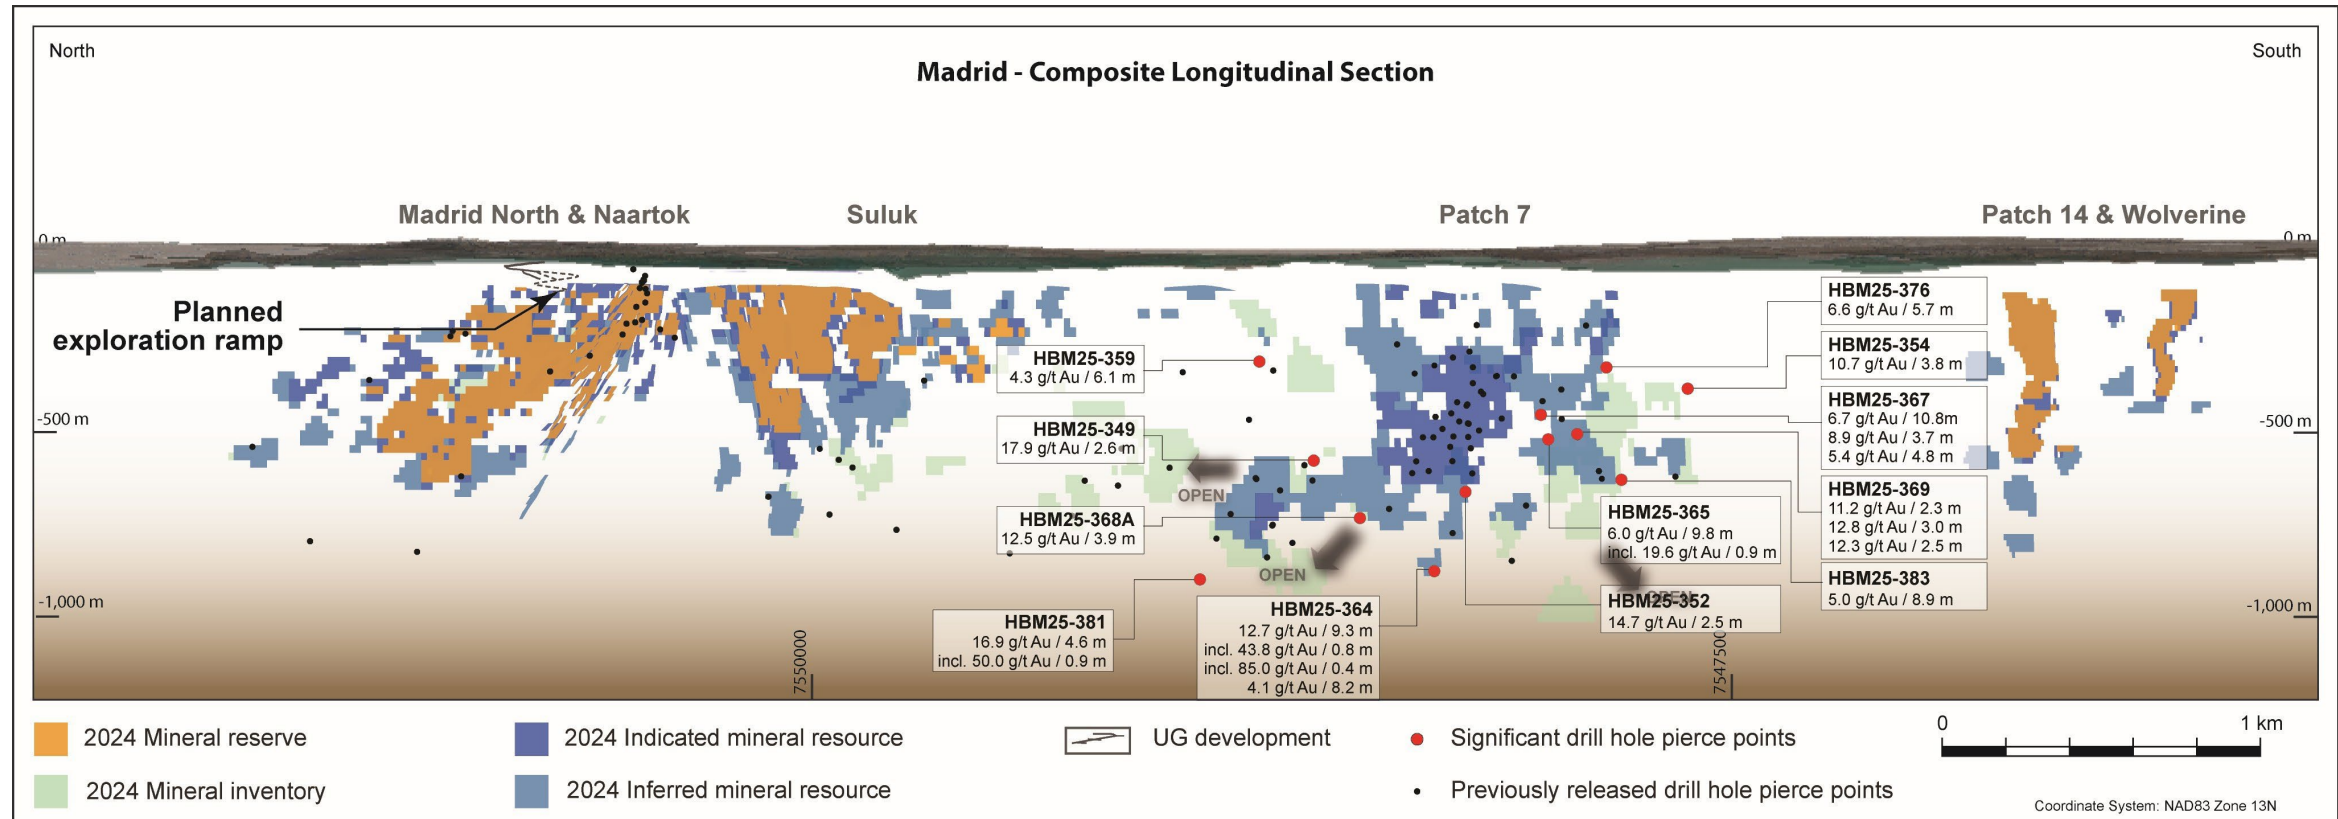 North
South
Madrid - Composite Longitudinal Section
Madrid North & Naartok
Suluk
Patch 7
Patch 14 & Wolverine
0 m
0 m
Planned
exploration ramp
HBM25-376
6.6 g/t Au / 5.7 m
HBM25-354
10.7 g/t Au / 3.8 m
HBM25-359
4.3 g/t Au / 6.1 m
HBM25-367
6.7 g/t Au / 10.8m
8.9 g/t Au / 3.7 m
5.4 g/t Au / 4.8 m
-500 m
-500 m
HBM25-349
17.9 g/t Au / 2.6 m
OPEN
HBM25-369
11.2 g/t Au / 2.3 m
12.8 g/t Au / 3.0 m
12.3 g/t Au / 2.5 m
HBM25-368A
12.5 g/t Au / 3.9 m
HBM25-365
6.0 g/t Au / 9.8 m
incl. 19.6 g/t Au / 0.9 m
OPEN
HBM25-383
5.0 g/t Au / 8.9 m
OPEN
HBM25-352
14.7 g/t Au / 2.5 m
-1,000 m
-1,000 m
HBM25-381
16.9 g/t Au / 4.6 m
incl. 50.0 g/t Au / 0.9 m
HBM25-364
12.7 g/t Au / 9.3 m
incl. 43.8 g/t Au / 0.8 m
incl. 85.0 g/t Au / 0.4 m
4.1 g/t Au / 8.2 m
7550000
7547500
2024 Mineral reserve
2024 Indicated mineral resource
UG development
Significant drill hole pierce points
0
1 km
2024 Mineral inventory
2024 Inferred mineral resource
Previously released drill hole pierce points
Coordinate System: NAD83 Zone 13N